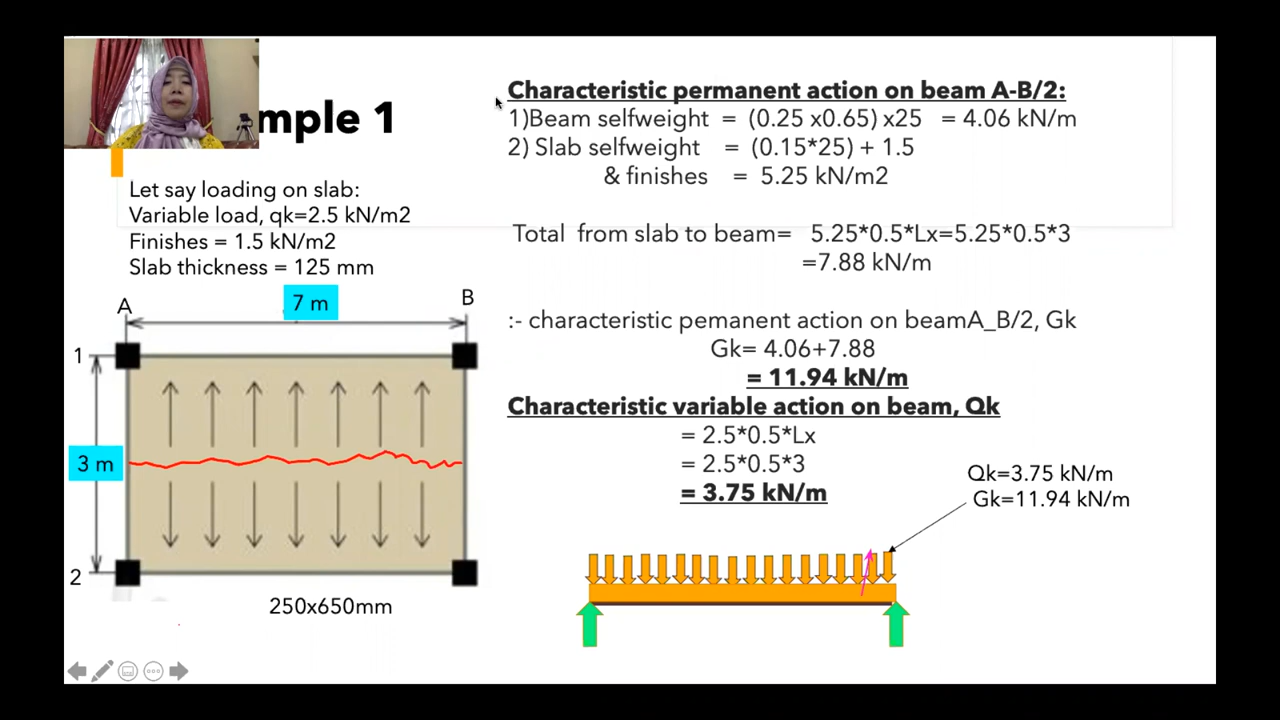 mple 1
Let say loading on slab:
Variable load, qk=2.5 kN/m2
Finishes = 1.5 kN/m2
Slab thickness = 125 mm
A
7 m
B
1
3 m
2
250x650mm
Characteristic permanent action on beam A-B/2:
1)Beam selfweight = (0.25 x0.65) x25 = 4.06 kN/m
2) Slab selfweight = (0.15*25) + 1.5
& finishes = 5.25 kN/m2
Total from slab to beam= 5.25*0.5*Lx=5.25*0.5*3
=7.88 kN/m
:- characteristic pemanent action on beamA_B/2, Gk
Gk= 4.06+7.88
= 11.94 kN/m
Characteristic variable action on beam, Qk
= 2.5*0.5*Lx
= 2.5*0.5*3
= 3.75 kN/m
Qk=3.75 kN/m
Gk=11.94 kN/m